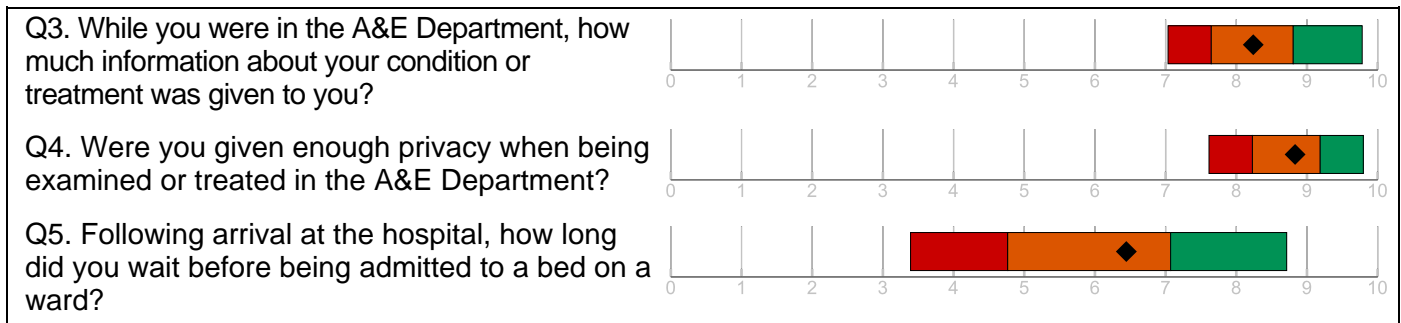 Q3. While you were in the A&E Department, how
much information about your condition or
treatment was given to you?
0 1 2 3 4 5 6 7 8 9 10
Q4. Were you given enough privacy when being
examined or treated in the A&E Department?
0 1 2 3 4 5 6 7 8 9 10
Q5. Following arrival at the hospital, how long
did you wait before being admitted to a bed on a
ward?
0 1 2 3 4 5 6 7 8 9 10